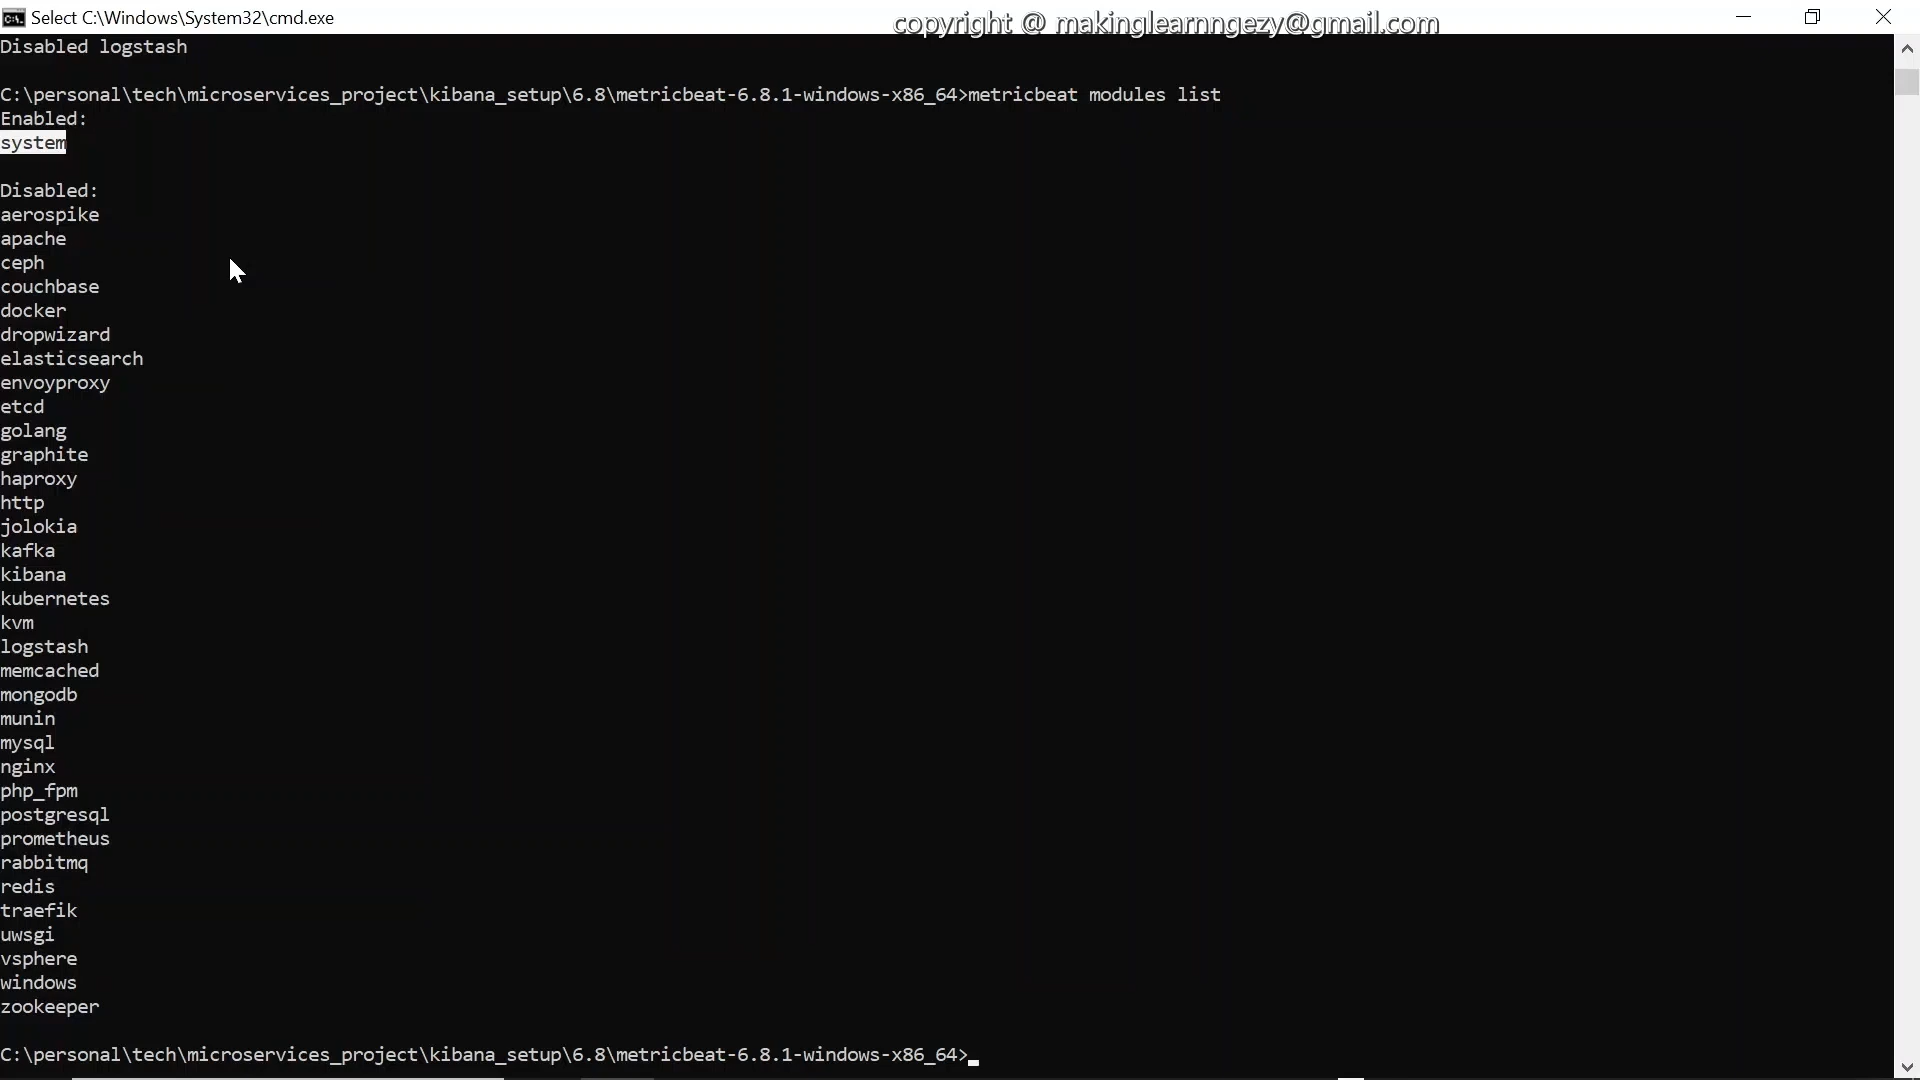 Select C:\Windows\System32\cmd.exe
copyright @ makinglearnngezy@gmail.com
Disabled logstash
C:\personal\tech\microservices_project\kibana_setup\6.8\metricbeat-6.8.1-windows-x86_64>metricbeat modules list
Enabled:
system
Disabled:
aerospike
apache
ceph
couchbase
docker
dropwizard
elasticsearch
envoyproxy
etcd
golang
graphite
haproxy
http
jolokia
kafka
kibana
kubernetes
kvm
logstash
memcached
mongodb
munin
mysql
nginx
php_fpm
postgresql
prometheus
rabbitmq
redis
traefik
uwsgi
vsphere
windows
zookeeper
C:\personal\tech\microservices_project\kibana_setup\6.8\metricbeat-6.8.1-windows-x86_64>